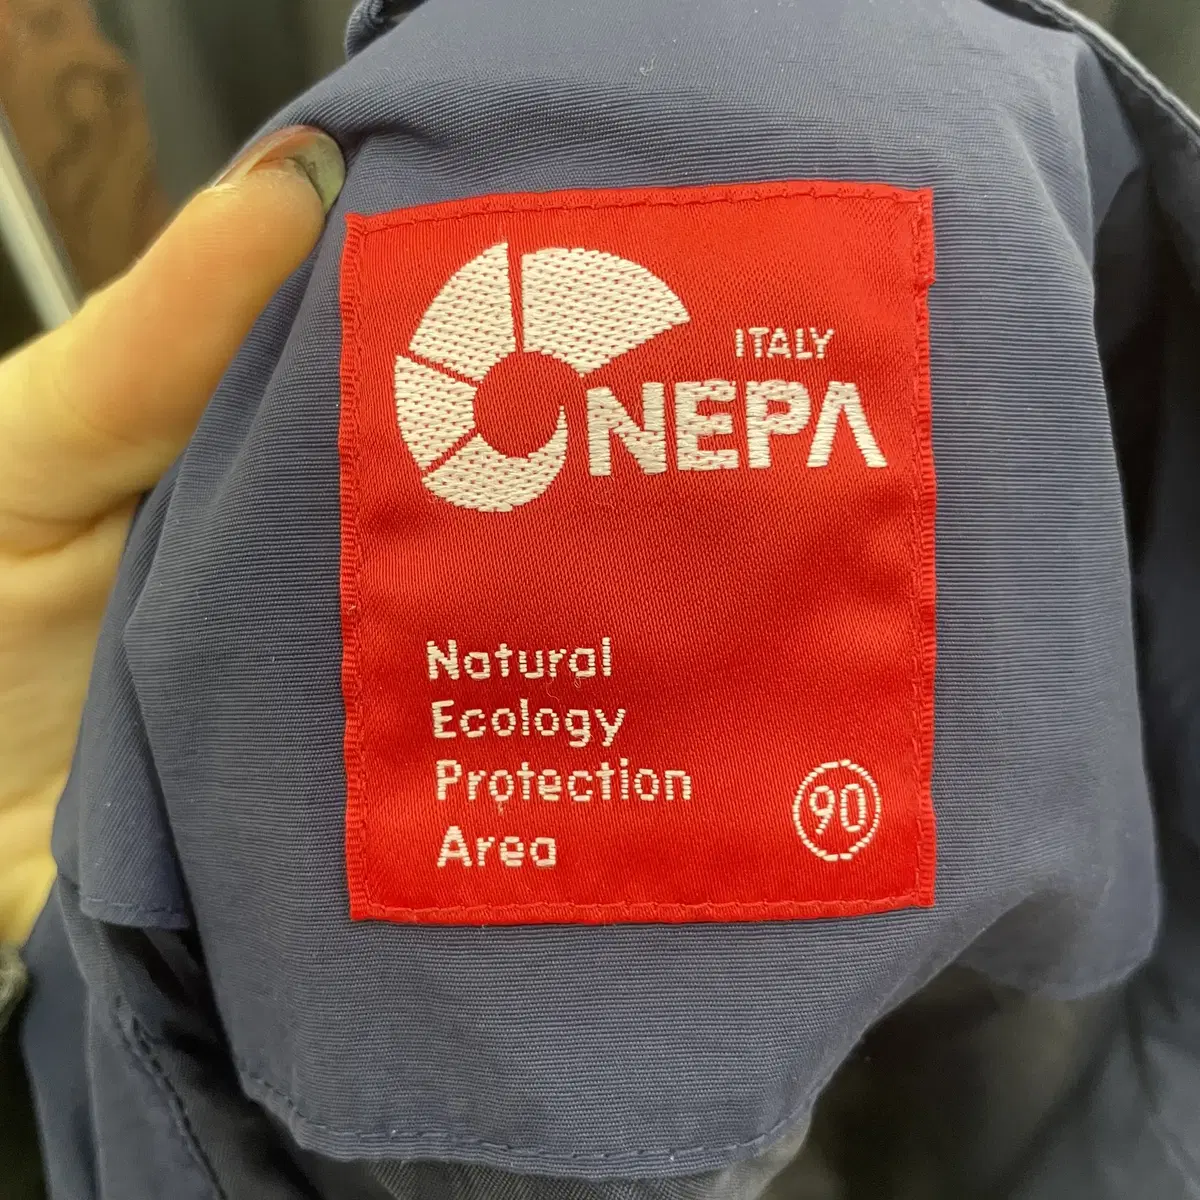 ITALY
NEPA
Natural
Ecology
Protection
Area
90